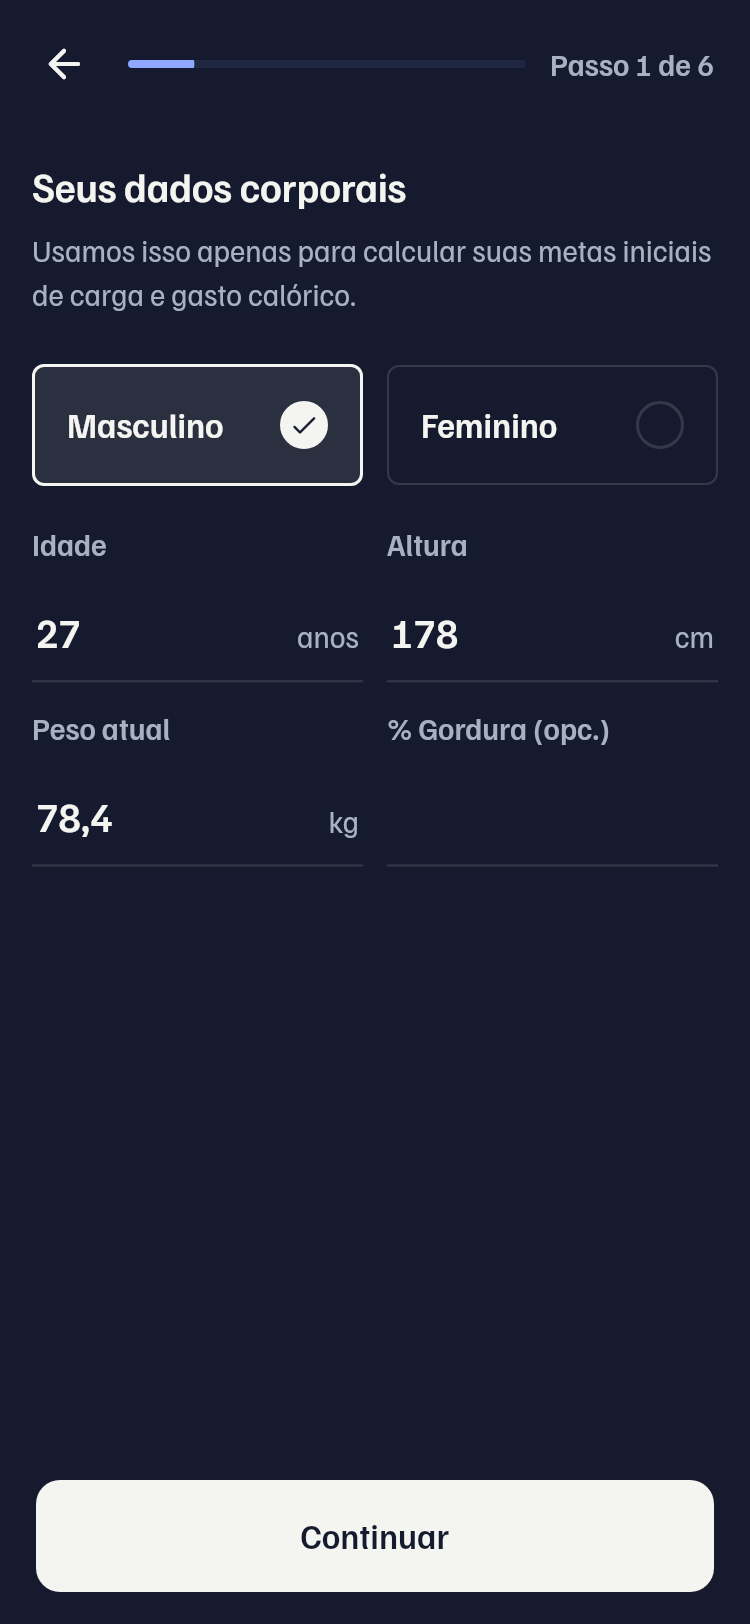 Passo 1 de 6
Seus dados corporais
Usamos isso apenas para calcular suas metas iniciais
de carga e gasto calórico.
Masculino
Feminino
Idade
Altura
27 anos
178 cm
Peso atual
% Gordura (opc.)
78,4 kg
Continuar